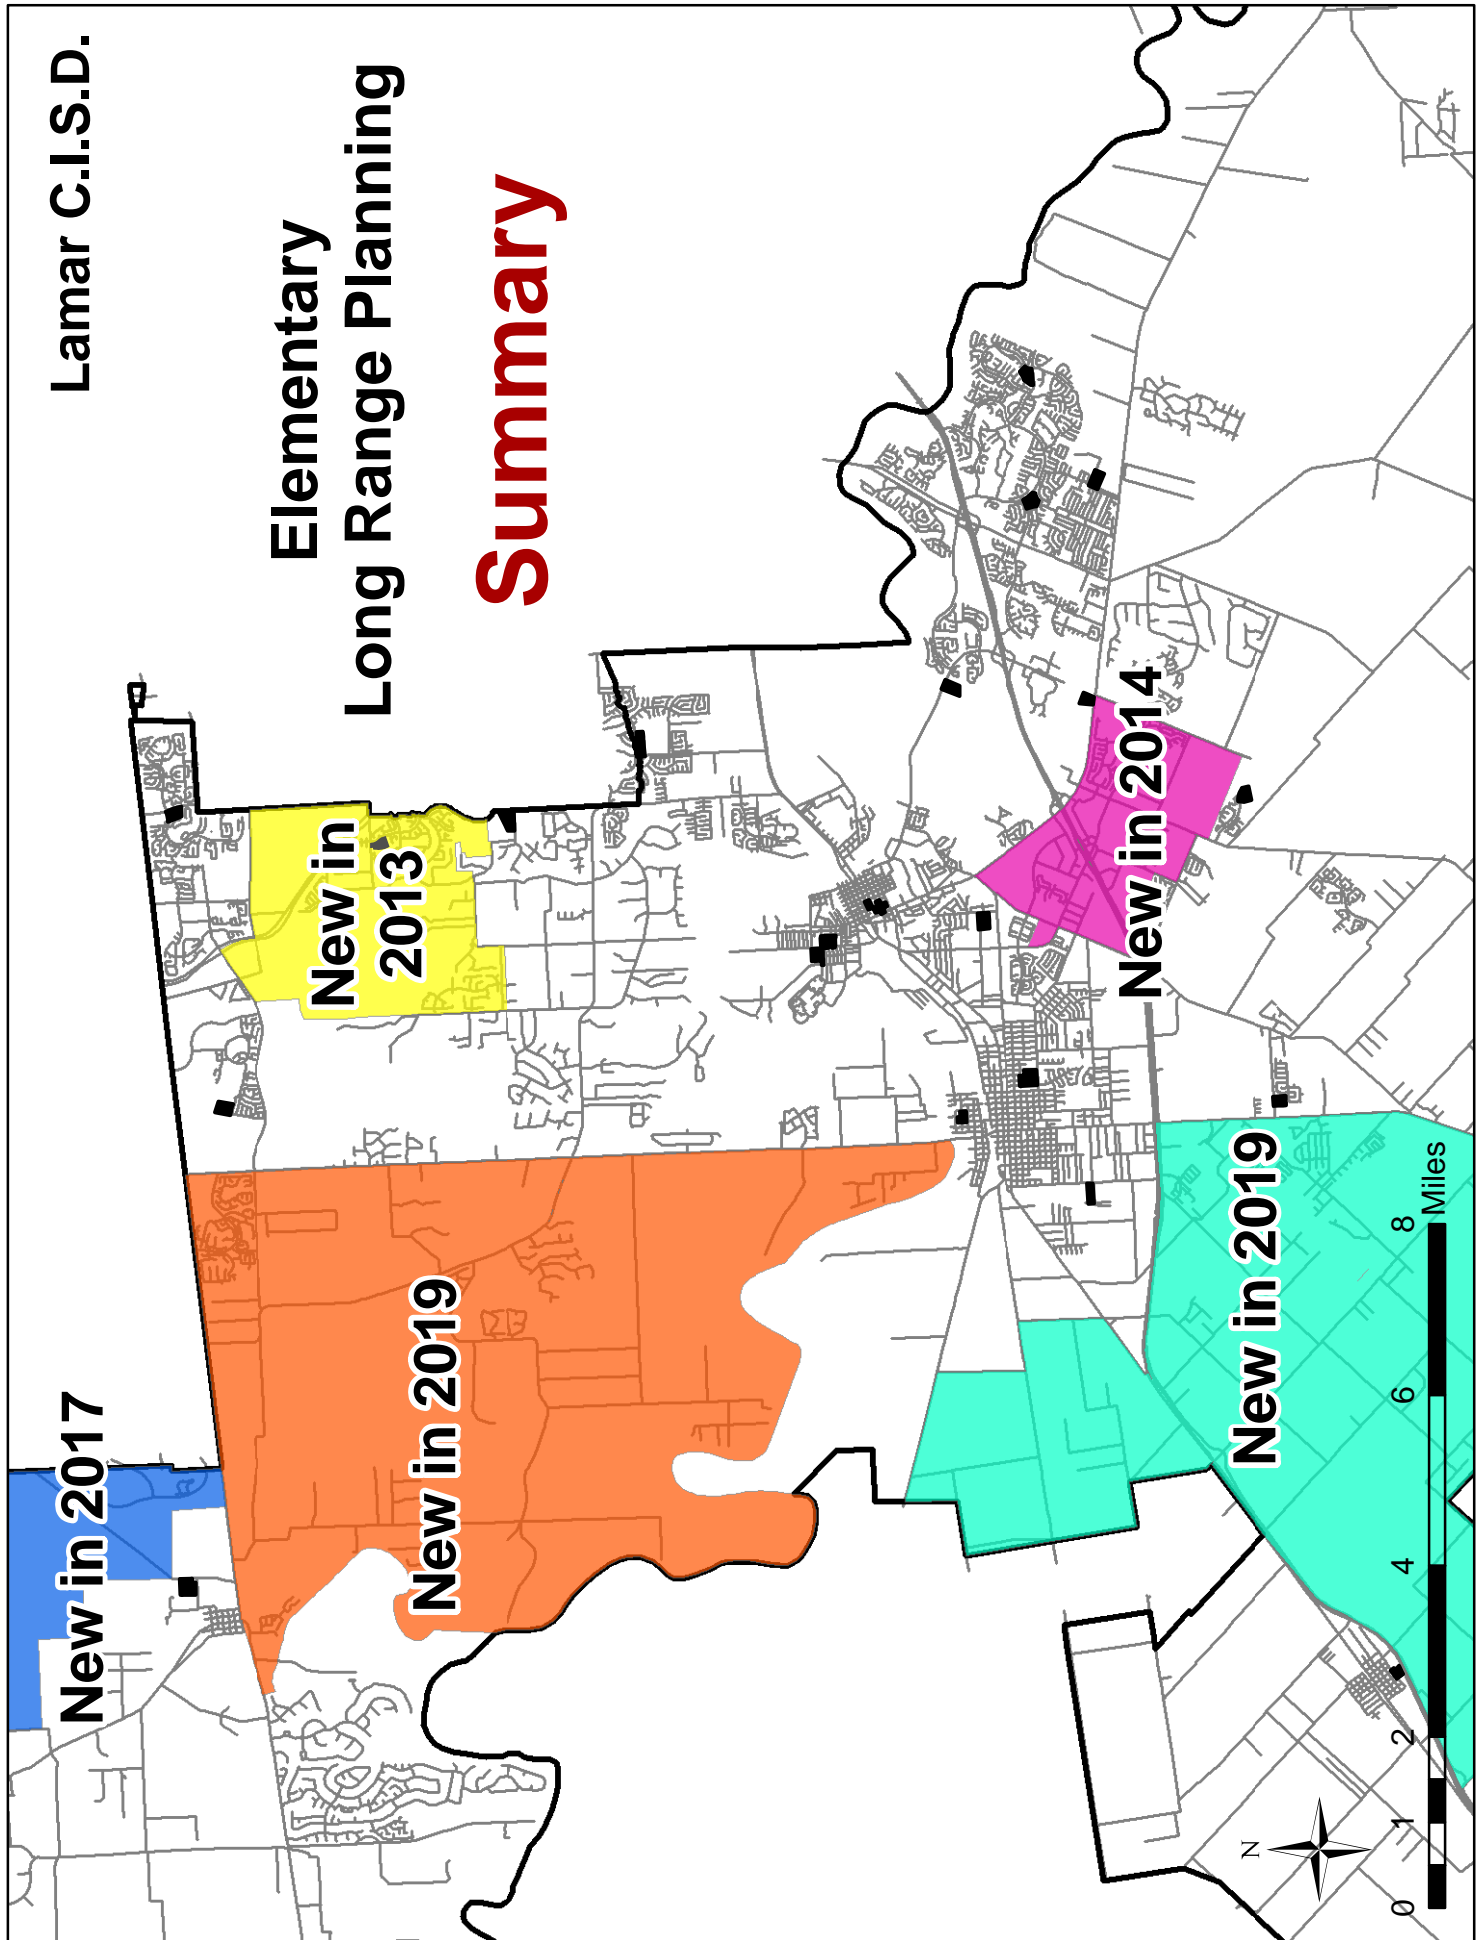 Lamar C.I.S.D.
Elementary
Long Range Planning
Summary
New in 2017
New in
2013
New in 2019
New in 2014
New in 2019
N
0 1 2 4 6 8
Miles